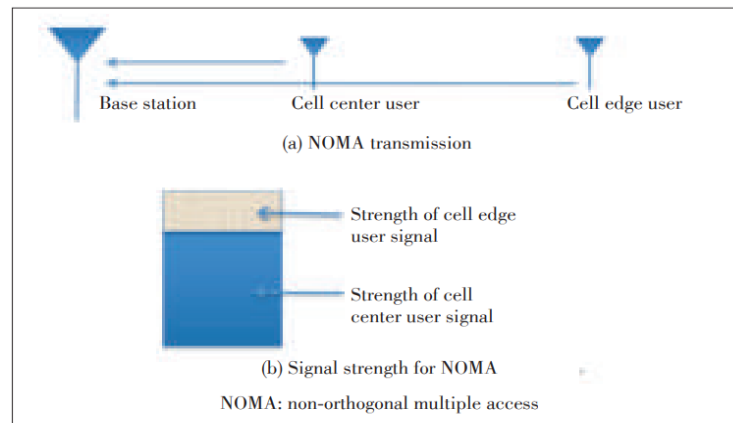 Base station Cell center user Cell edge user
(a) NOMA transmission
Strength of cell edge
user signal
Strength of cell
center user signal
(b) Signal strength for NOMA
NOMA: non-orthogonal multiple access